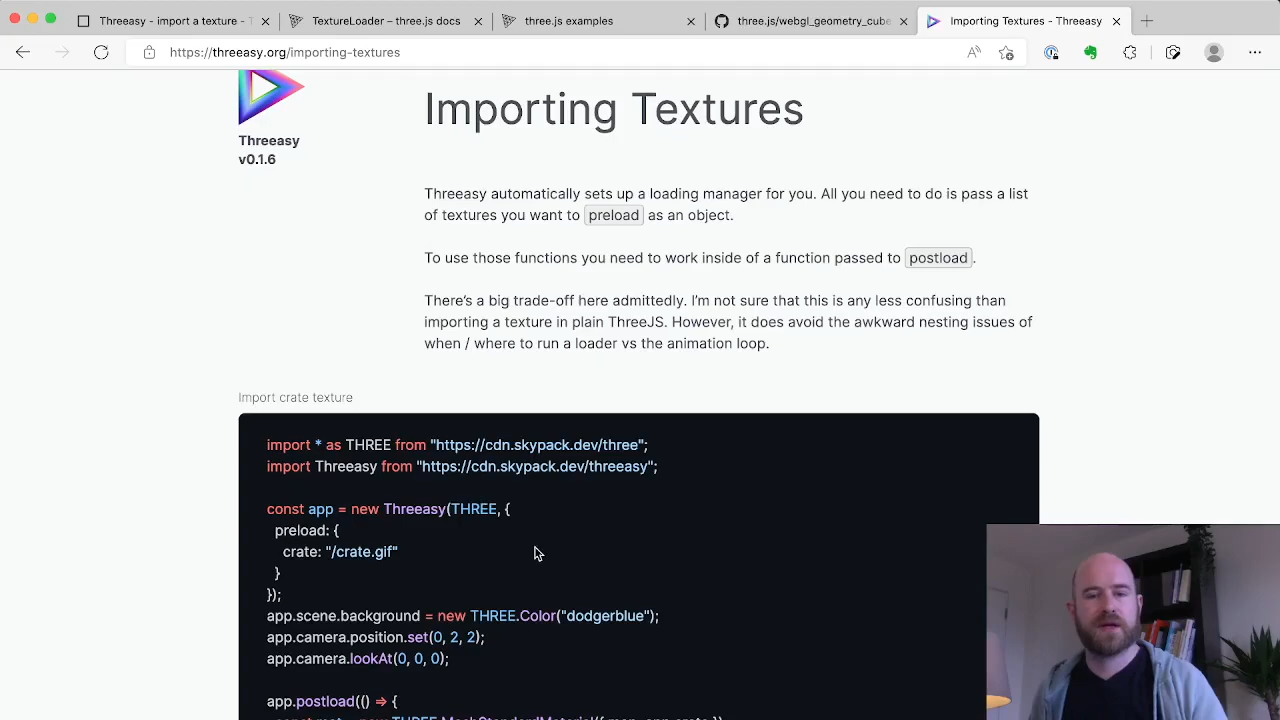 Threeasy - import a texture - T
TextureLoader – three.js docs
three.js examples
three.js/webgl_geometry_cube
Importing Textures - Threeasy
https://threeasy.org/importing-textures
Threeasy
v0.1.6
Importing Textures
Threeasy automatically sets up a loading manager for you. All you need to do is pass a list
of textures you want to preload as an object.
To use those functions you need to work inside of a function passed to postload.
There's a big trade-off here admittedly. I'm not sure that this is any less confusing than
importing a texture in plain ThreeJS. However, it does avoid the awkward nesting issues of
when / where to run a loader vs the animation loop.
Import crate texture
import * as THREE from "https://cdn.skypack.dev/three";
import Threeasy from "https://cdn.skypack.dev/threeasy";
const app = new Threeasy(THREE, {
preload: {
crate: "/crate.gif"
}
});
app.scene.background = new THREE.Color("dodgerblue");
app.camera.position.set(0, 2, 2);
app.camera.lookAt(0, 0, 0);
app.postload(() => {
const mat = new THREE.MeshStandardMaterial({ map: app.crate });